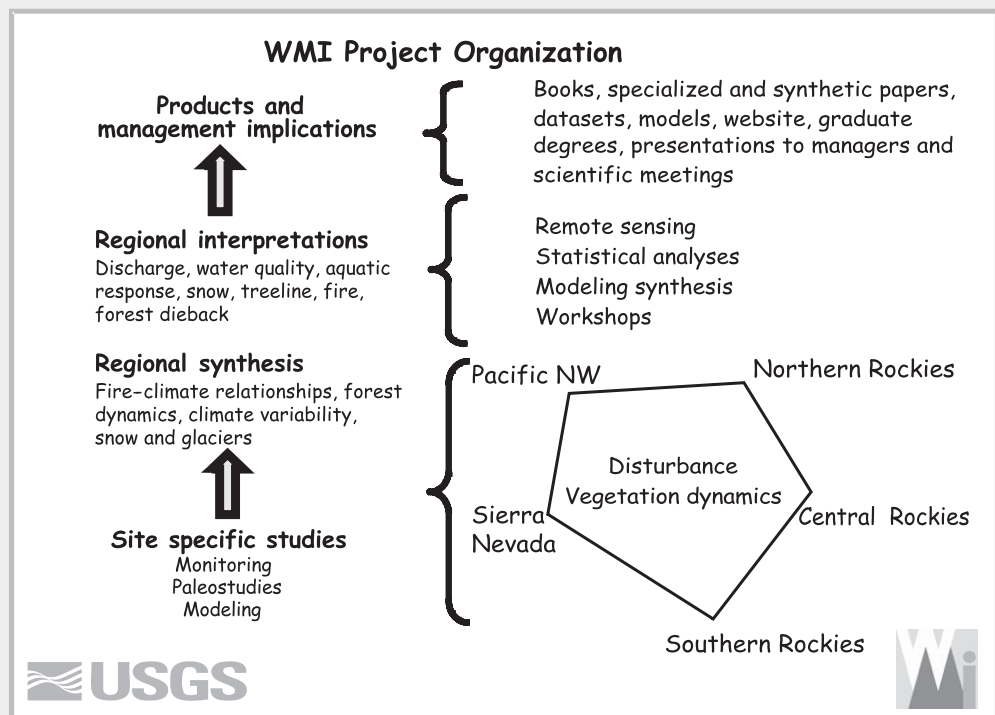 WMI Project Organization
Products and
management implications
Books, specialized and synthetic papers,
datasets, models, website, graduate
degrees, presentations to managers and
scientific meetings
Regional interpretations
Discharge, water quality, aquatic
response, snow, treeline, fire,
forest dieback
Remote sensing
Statistical analyses
Modeling synthesis
Workshops
Regional synthesis
Fire-climate relationships, forest
dynamics, climate variability,
snow and glaciers
Site specific studies
Monitoring
Paleostudies
Modeling
Pacific NW
Northern Rockies
Disturbance
Vegetation dynamics
Sierra
Nevada
Central Rockies
Southern Rockies
USGS
WMi